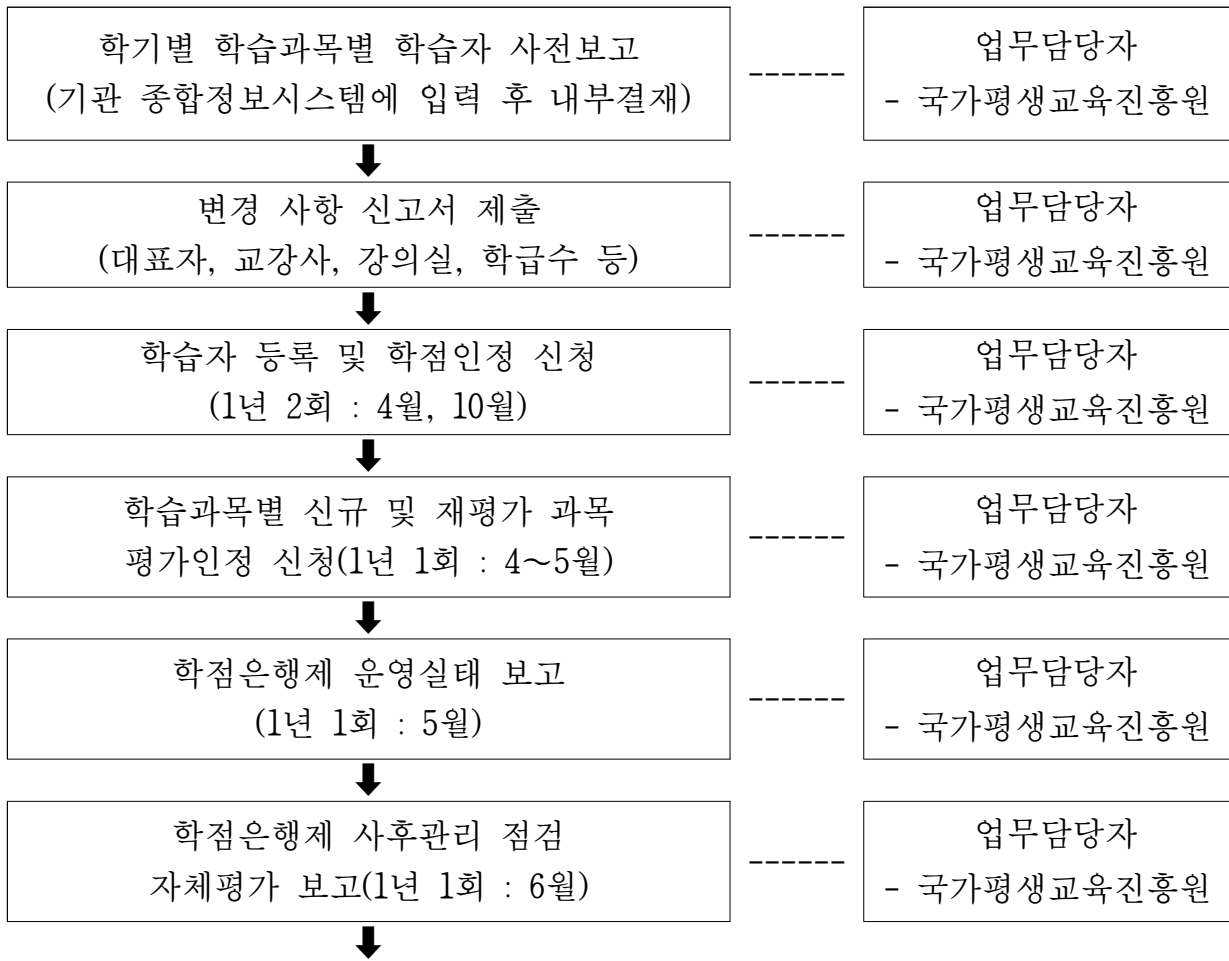 학기별 학습과목별 학습자 사전보고
(기관 종합정보시스템에 입력 후 내부결재)
업무담당자
- 국가평생교육진흥원
변경 사항 신고서 제출
(대표자, 교강사, 강의실, 학급수 등)
업무담당자
- 국가평생교육진흥원
학습자 등록 및 학점인정 신청
(1년 2회 : 4월, 10월)
업무담당자
- 국가평생교육진흥원
학습과목별 신규 및 재평가 과목
평가인정 신청(1년 1회 : 4~5월)
업무담당자
- 국가평생교육진흥원
학점은행제 운영실태 보고
(1년 1회 : 5월)
업무담당자
- 국가평생교육진흥원
학점은행제 사후관리 점검
자체평가 보고(1년 1회 : 6월)
업무담당자
- 국가평생교육진흥원